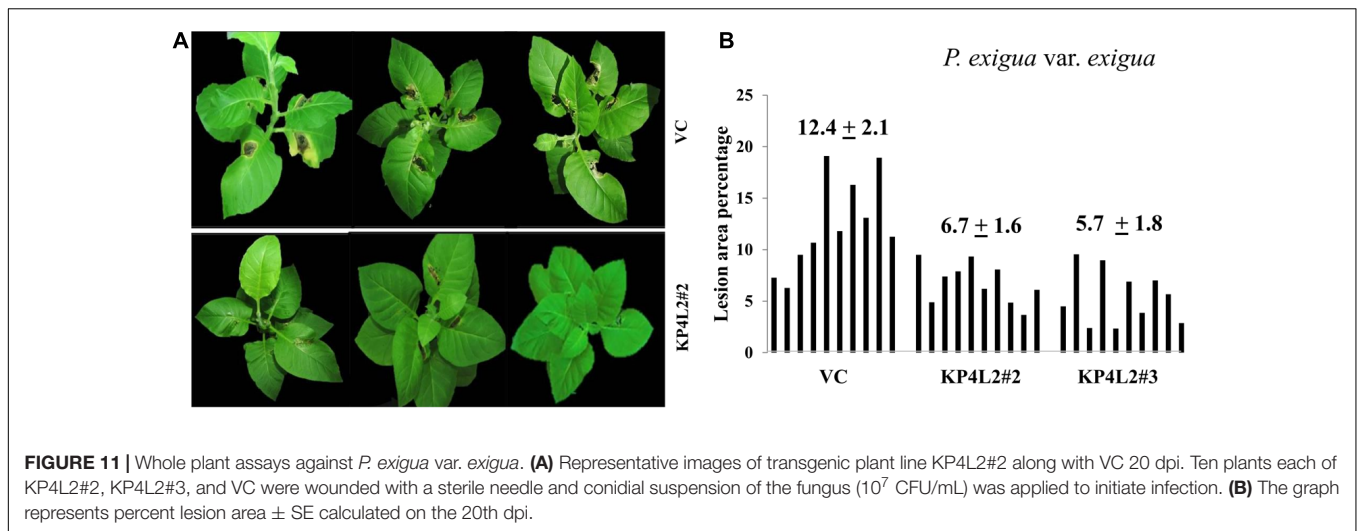 A
VC
KP4L2#2
B
P. exigua var. exigua
Lesion area percentage
25
20
15
10
5
0
12.4 ± 2.1
6.7 ± 1.6
5.7 ± 1.8
VC KP4L2#2 KP4L2#3
FIGURE 11 | Whole plant assays against P. exigua var. exigua. (A) Representative images of transgenic plant line KP4L2#2 along with VC 20 dpi. Ten plants each of
KP4L2#2, KP4L2#3, and VC were wounded with a sterile needle and conidial suspension of the fungus (10⁷ CFU/mL) was applied to initiate infection. (B) The graph
represents percent lesion area ± SE calculated on the 20th dpi.